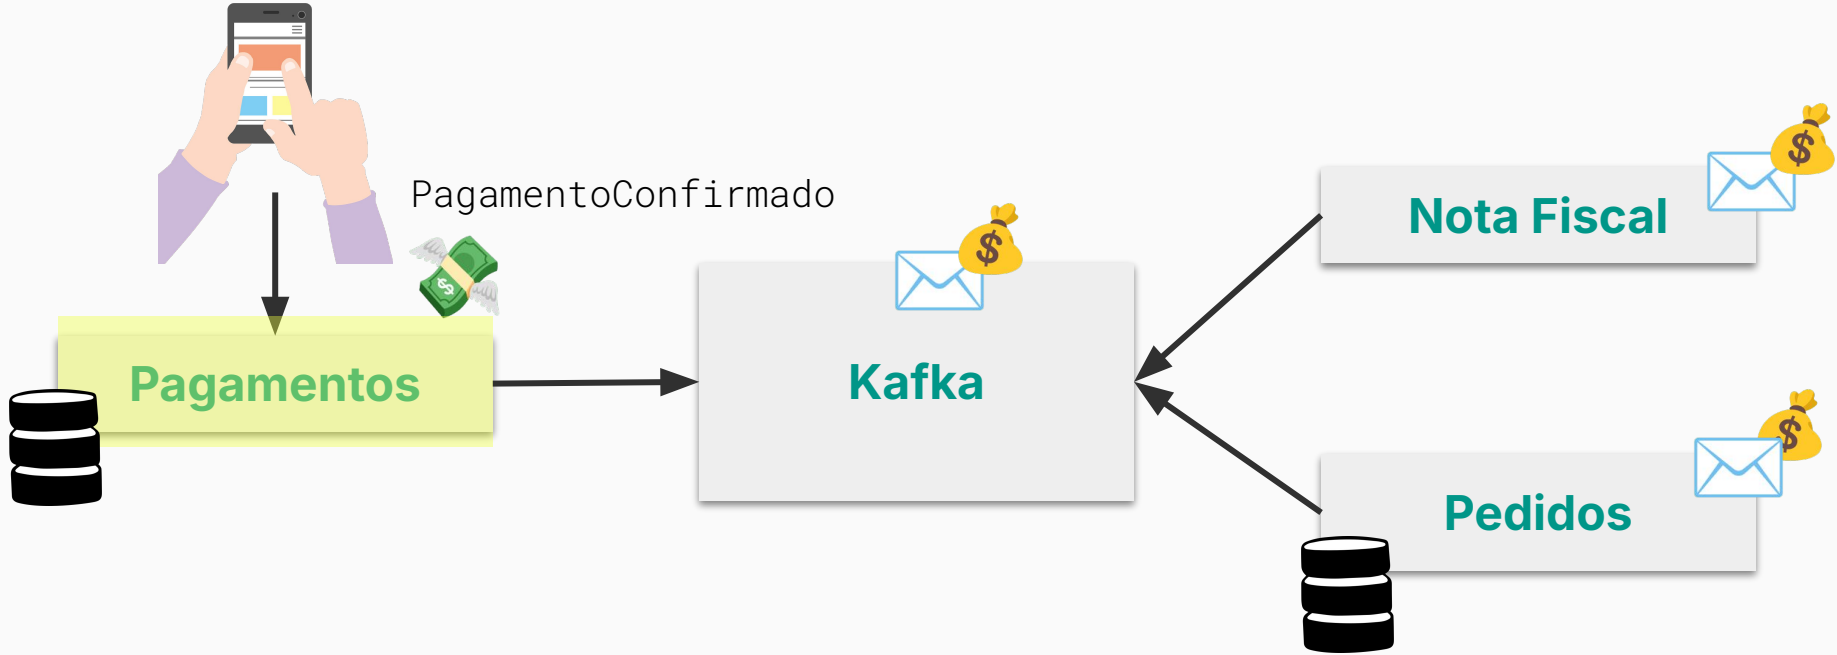 PagamentoConfirmado
Pagamentos
Kafka
Nota Fiscal
Pedidos